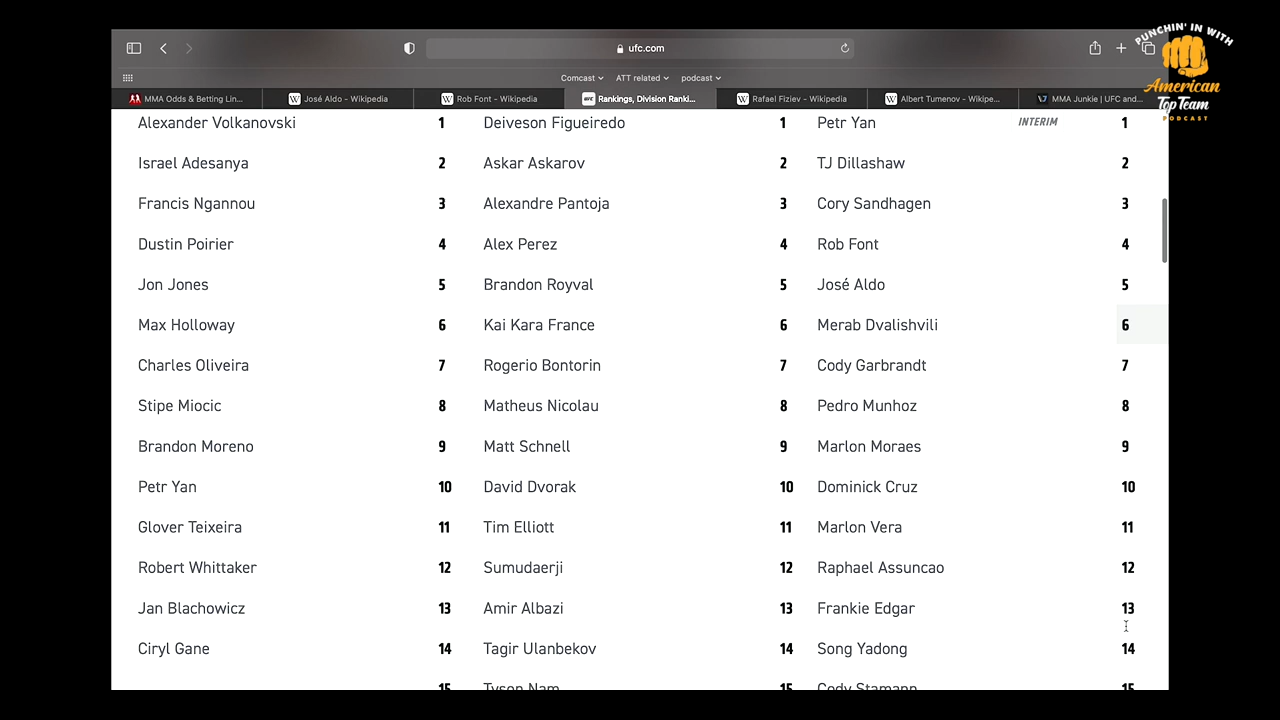 ufc.com
PUNCHIN' IN WITH
American
Top Team
PODCAST
Comcast
ATT related
podcast
MMA Odds & Betting Lin...
José Aldo - Wikipedia
Rob Font - Wikipedia
UFC
Rankings, Division Ranki...
Rafael Fiziev - Wikipedia
Albert Tumenov - Wikipe...
MMA Junkie | UFC and...
Alexander Volkanovski 1 Deiveson Figueiredo 1 Petr Yan INTERIM 1
Israel Adesanya 2 Askar Askarov 2 TJ Dillashaw 2
Francis Ngannou 3 Alexandre Pantoja 3 Cory Sandhagen 3
Dustin Poirier 4 Alex Perez 4 Rob Font 4
Jon Jones 5 Brandon Royval 5 José Aldo 5
Max Holloway 6 Kai Kara France 6 Merab Dvalishvili 6
Charles Oliveira 7 Rogerio Bontorin 7 Cody Garbrandt 7
Stipe Miocic 8 Matheus Nicolau 8 Pedro Munhoz 8
Brandon Moreno 9 Matt Schnell 9 Marlon Moraes 9
Petr Yan 10 David Dvorak 10 Dominick Cruz 10
Glover Teixeira 11 Tim Elliott 11 Marlon Vera 11
Robert Whittaker 12 Sumudaerji 12 Raphael Assuncao 12
Jan Blachowicz 13 Amir Albazi 13 Frankie Edgar 13
Ciryl Gane 14 Tagir Ulanbekov 14 Song Yadong 14
15 Tyson Nam 15 Cody Stamann 15